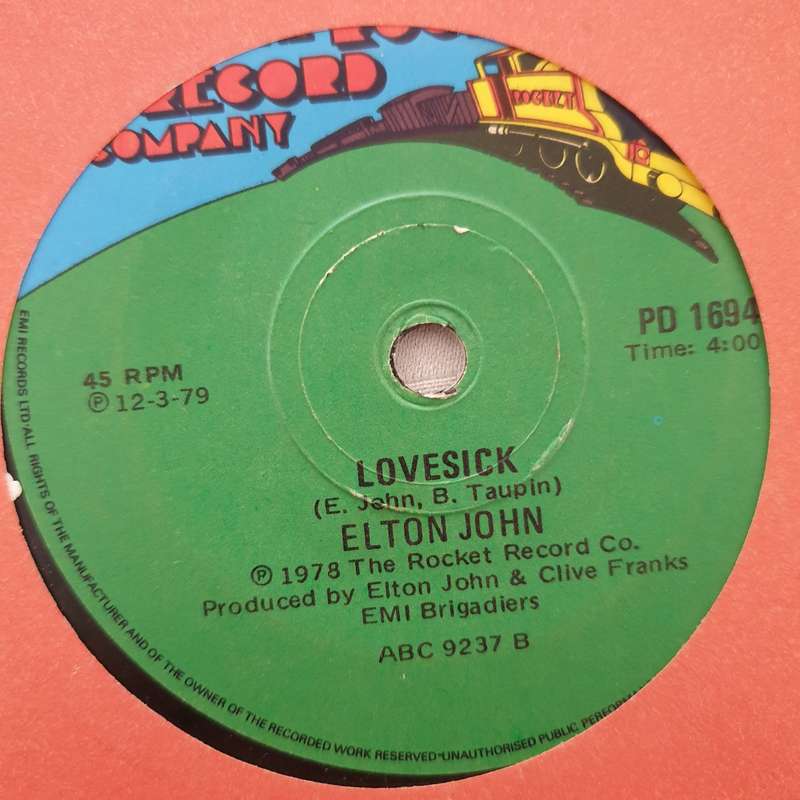 RECORD
COMPANY
ROCKET
PD 1694
Time: 4:00
45 RPM
℗ 12-3-79
LOVESICK
(E. John, B. Taupin)
ELTON JOHN
℗ 1978 The Rocket Record Co.
Produced by Elton John & Clive Franks
EMI Brigadiers
ABC 9237 B
EMI RECORDS LTD·ALL RIGHTS OF THE MANUFACTURER AND OF THE OWNER OF THE RECORDED WORK RESERVED·UNAUTHORISED PUBLIC